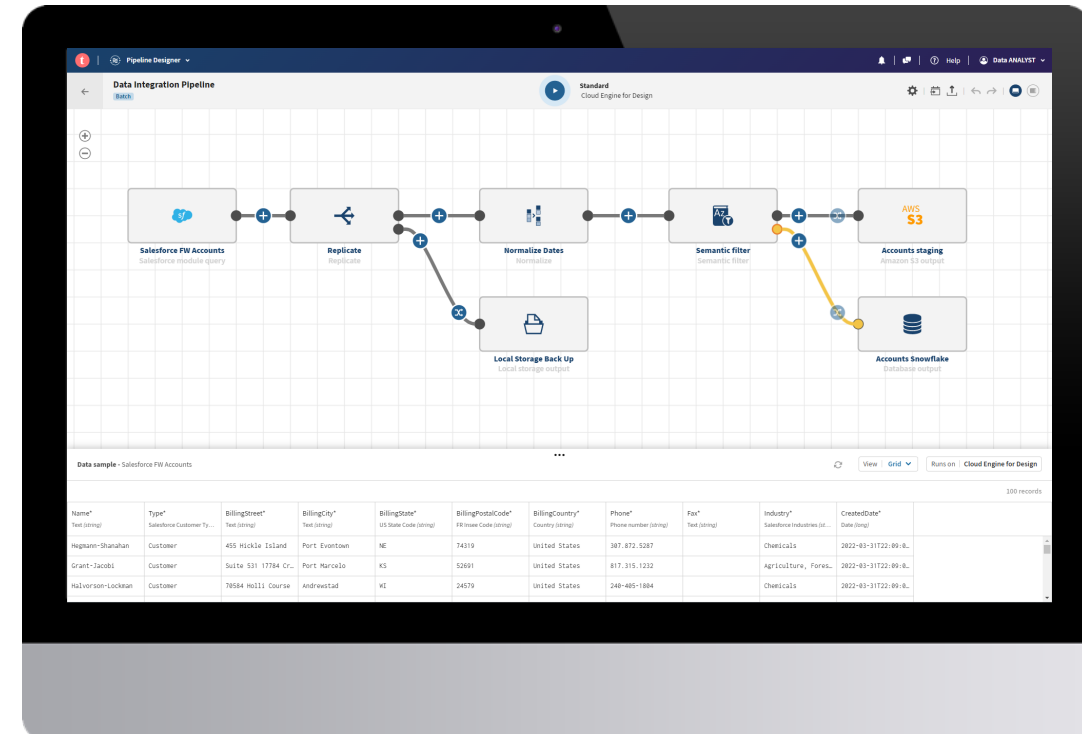 t
Pipeline Designer
Help
Data ANALYST
Data Integration Pipeline
Batch
Standard
Cloud Engine for Design
sf
AWS
S3
Salesforce FW Accounts
Salesforce module query
Replicate
Replicate
Normalize Dates
Normalize
Semantic filter
Semantic filter
Accounts staging
Amazon S3 output
Local Storage Back Up
Local storage output
Accounts Snowflake
Database output
Data sample - Salesforce FW Accounts
View Grid
Runs on Cloud Engine for Design
100 records
Name* Type* BillingStreet* BillingCity* BillingState* BillingPostalCode* BillingCountry* Phone* Fax* Industry* CreatedDate*
Text (string) Salesforce Customer Ty... Text (string) Text (string) US State Code (string) FR Insee Code (string) Country (string) Phone number (string) Text (string) Salesforce Industries (st... Date (long)
Hegmann-Shanahan Customer 455 Hickle Island Port Evontown NE 74319 United States 307.872.5287 Chemicals 2022-03-31T22:09:0…
Grant-Jacobi Customer Suite 531 17784 Cr… Port Marcelo KS 52691 United States 817.315.1232 Agriculture, Fores… 2022-03-31T22:09:0…
Halvorson-Lockman Customer 70584 Holli Course Andrewstad WI 24579 United States 240-405-1804 Chemicals 2022-03-31T22:09:0…